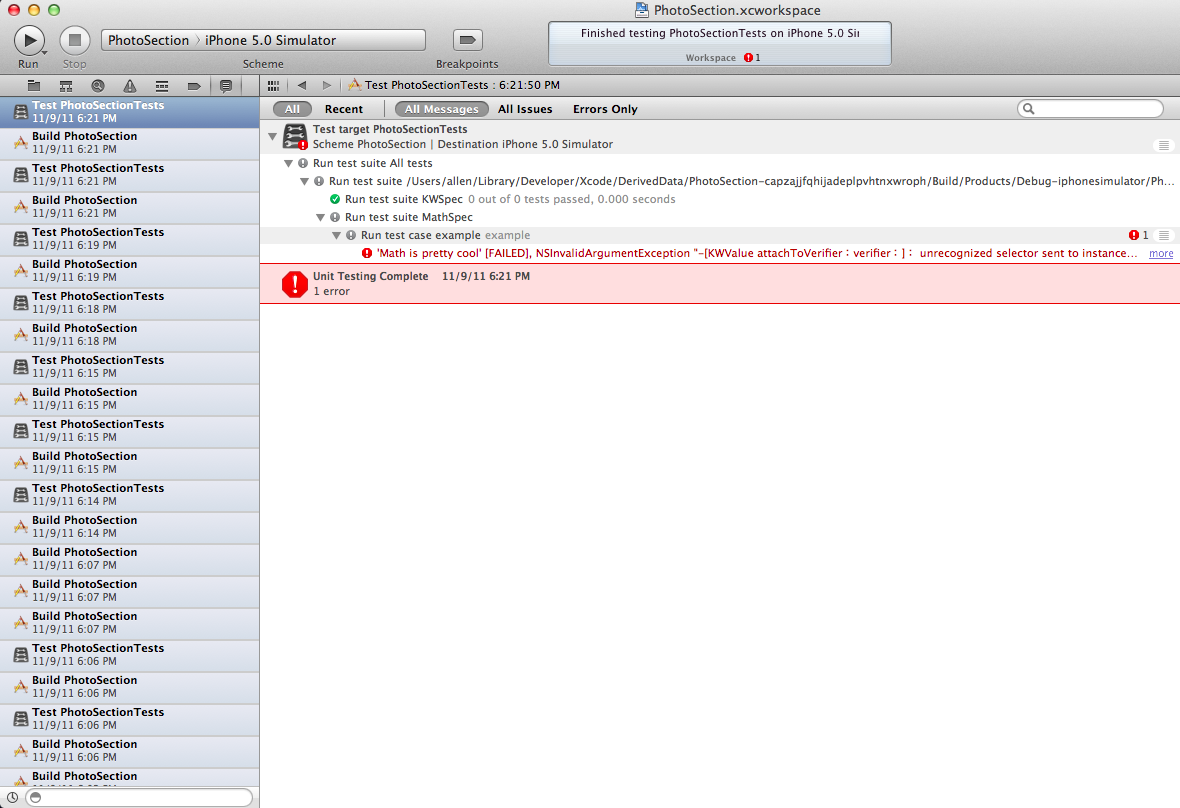 PhotoSection.xcworkspace
PhotoSection 〉 iPhone 5.0 Simulator
Run
Stop
Scheme
Breakpoints
Finished testing PhotoSectionTests on iPhone 5.0
Workspace 1
Test PhotoSectionTests : 6:21:50 PM
Test PhotoSectionTests
11/9/11 6:21 PM
Build PhotoSection
11/9/11 6:21 PM
Test PhotoSectionTests
11/9/11 6:21 PM
Build PhotoSection
11/9/11 6:21 PM
Test PhotoSectionTests
11/9/11 6:19 PM
Build PhotoSection
11/9/11 6:19 PM
Test PhotoSectionTests
11/9/11 6:18 PM
Build PhotoSection
11/9/11 6:18 PM
Test PhotoSectionTests
11/9/11 6:15 PM
Build PhotoSection
11/9/11 6:15 PM
Test PhotoSectionTests
11/9/11 6:15 PM
Build PhotoSection
11/9/11 6:15 PM
Test PhotoSectionTests
11/9/11 6:14 PM
Build PhotoSection
11/9/11 6:14 PM
Build PhotoSection
11/9/11 6:07 PM
Build PhotoSection
11/9/11 6:07 PM
Build PhotoSection
11/9/11 6:07 PM
Test PhotoSectionTests
11/9/11 6:06 PM
Build PhotoSection
11/9/11 6:06 PM
Test PhotoSectionTests
11/9/11 6:06 PM
Build PhotoSection
11/9/11 6:06 PM
Build PhotoSection
All Recent All Messages All Issues Errors Only
Test target PhotoSectionTests
Scheme PhotoSection | Destination iPhone 5.0 Simulator
Run test suite All tests
Run test suite /Users/allen/Library/Developer/Xcode/DerivedData/PhotoSection-capzajjfqhijadeplpvhtnxwroph/Build/Products/Debug-iphonesimulator/Ph...
Run test suite KWSpec 0 out of 0 tests passed, 0.000 seconds
Run test suite MathSpec
Run test case example example 1
'Math is pretty cool' [FAILED], NSInvalidArgumentException "-[KWValue attachToVerifier：verifier：]： unrecognized selector sent to instance... more
Unit Testing Complete 11/9/11 6:21 PM
1 error